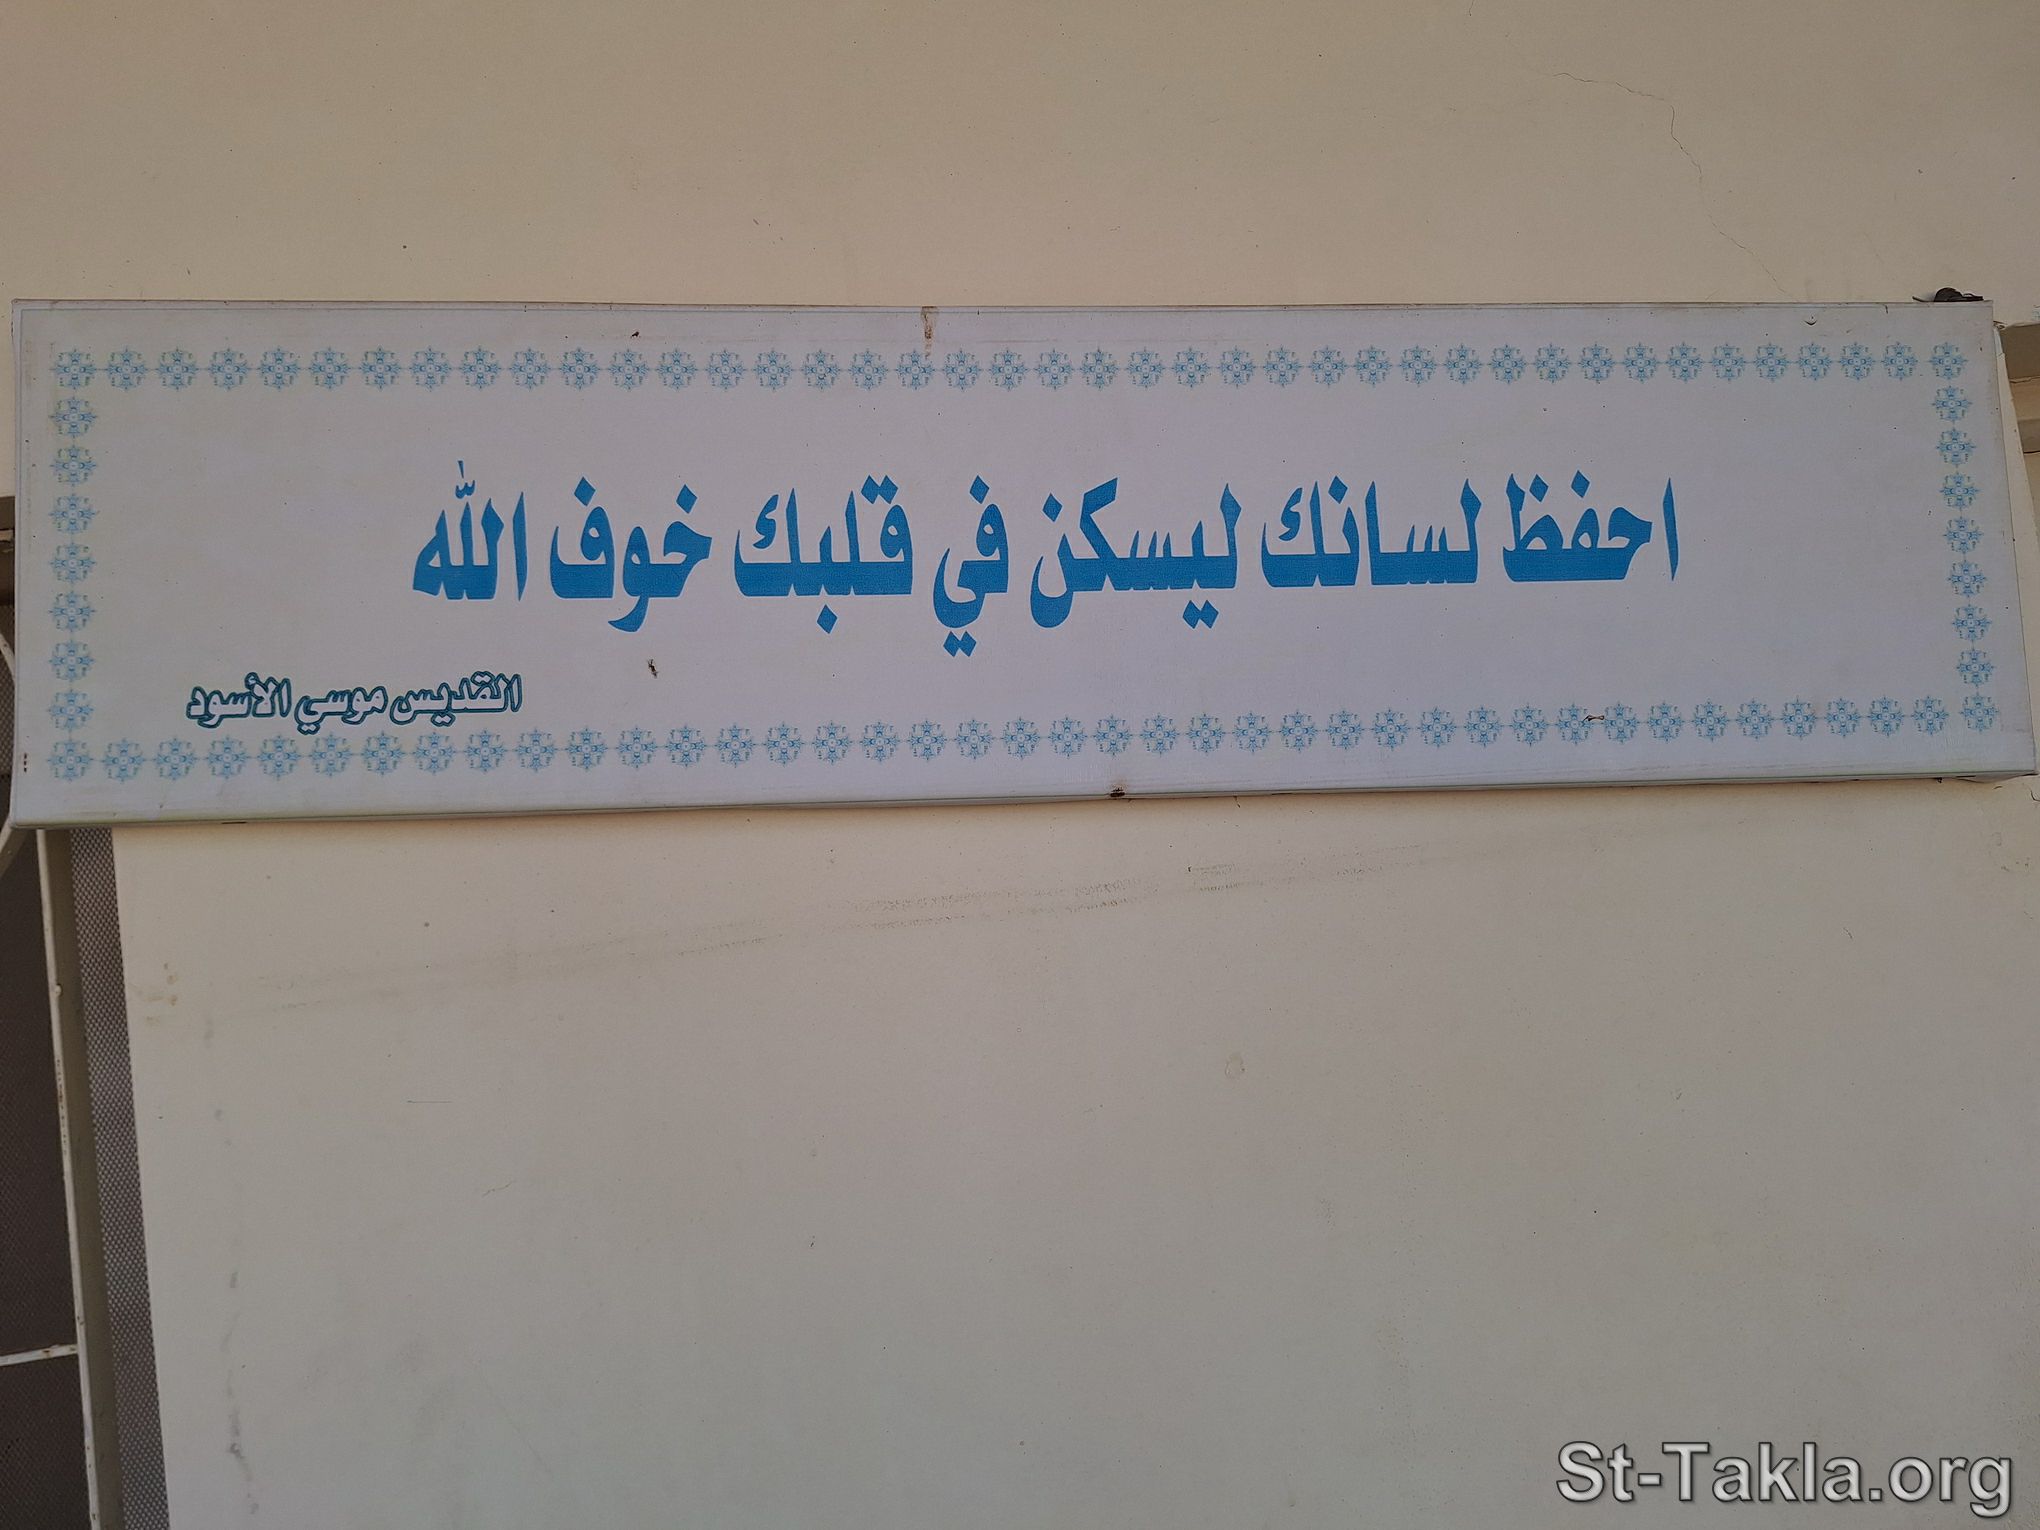 احفظ لسانك ليسكن في قلبك خوف الله
القديس موسي الأسود
St-Takla.org